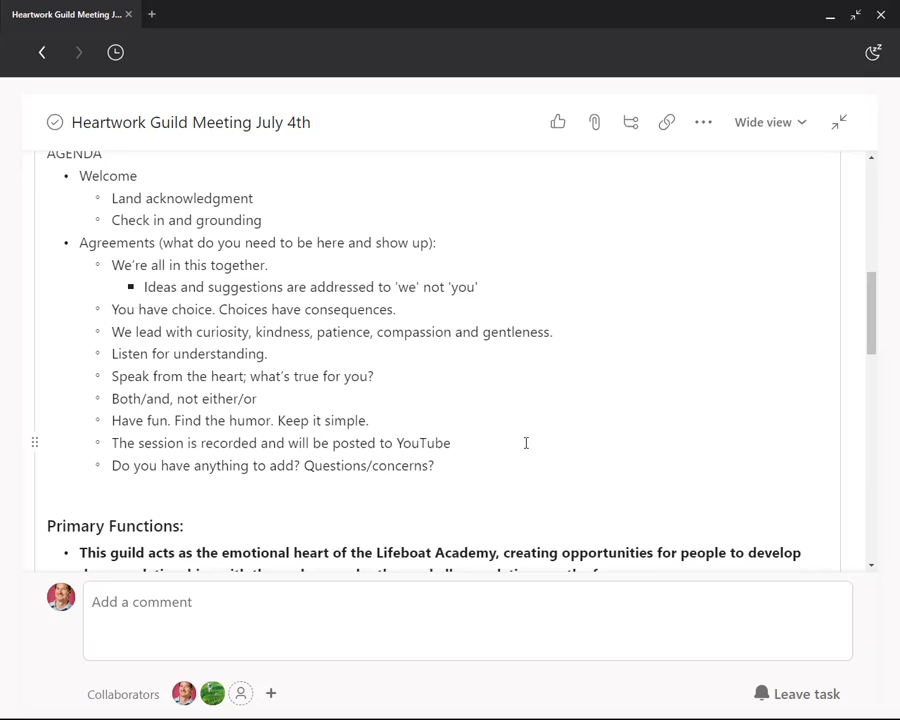 Heartwork Guild Meeting J...
Heartwork Guild Meeting July 4th
Wide view
AGENDA
Welcome
Land acknowledgment
Check in and grounding
Agreements (what do you need to be here and show up):
We're all in this together.
Ideas and suggestions are addressed to 'we' not 'you'
You have choice. Choices have consequences.
We lead with curiosity, kindness, patience, compassion and gentleness.
Listen for understanding.
Speak from the heart; what's true for you?
Both/and, not either/or
Have fun. Find the humor. Keep it simple.
The session is recorded and will be posted to YouTube
Do you have anything to add? Questions/concerns?
Primary Functions:
This guild acts as the emotional heart of the Lifeboat Academy, creating opportunities for people to develop
Add a comment
Collaborators
Leave task